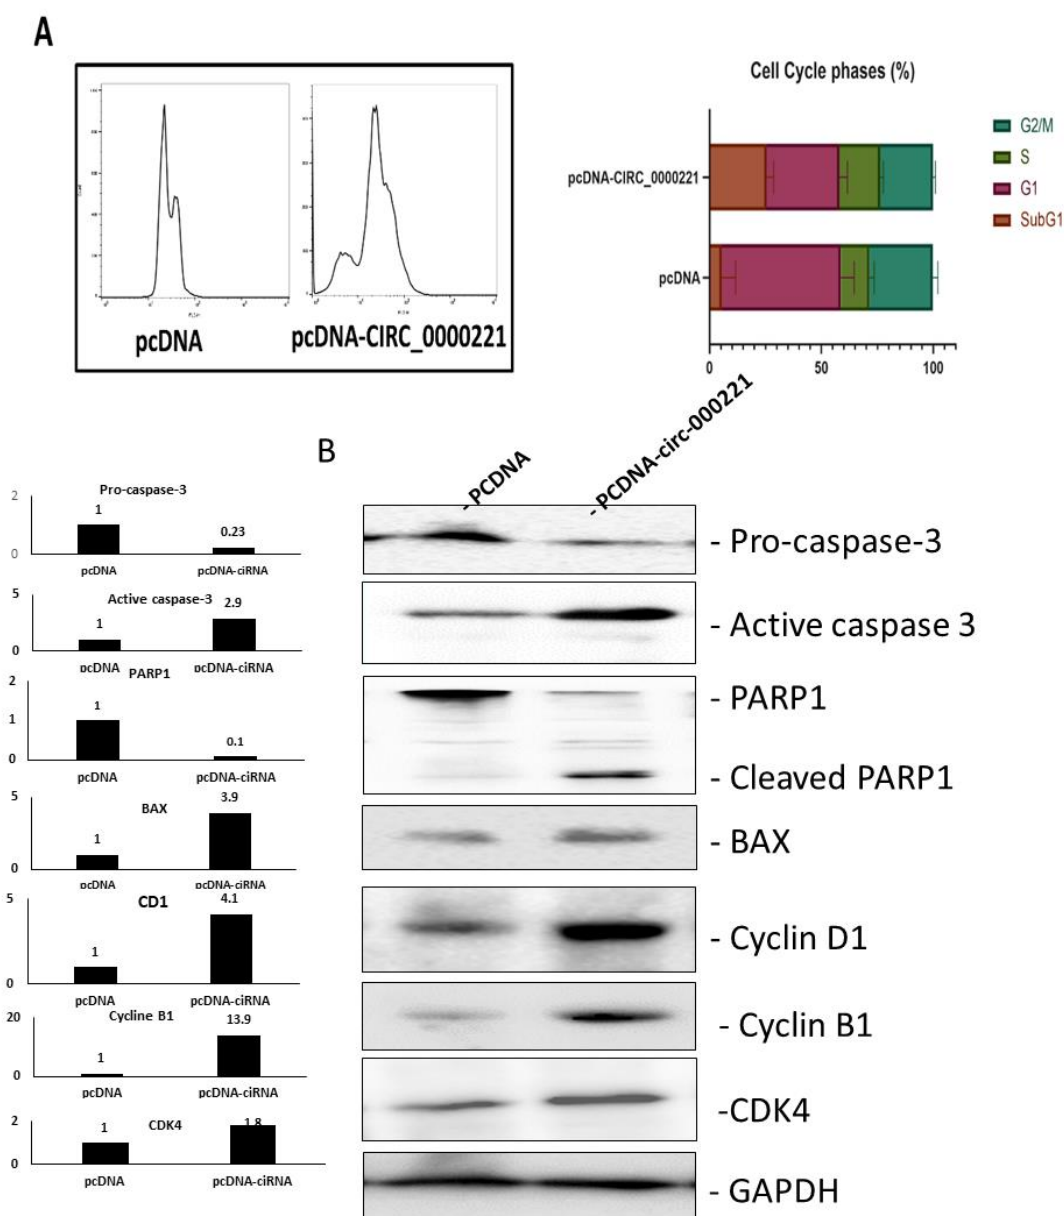 A
Cell Cycle phases (%)
pcDNA
pcDNA-CIRC_0000221
pcDNA-CIRC_0000221
pcDNA
0
50
100
G2/M
S
G1
SubG1
B
- PCDNA
- PCDNA-circ-000221
Pro-caspase-3
2
0
1
0.23
pcDNA
pcDNA-ciRNA
Active caspase-3
5
0
1
2.9
pcDNA
pcDNA-ciRNA
PARP1
2
1
0
1
0.1
pcDNA
pcDNA-ciRNA
BAX
5
0
1
3.9
pcDNA
pcDNA-ciRNA
CD1
5
0
1
4.1
pcDNA
pcDNA-ciRNA
Cycline B1
20
0
1
13.9
pcDNA
pcDNA-ciRNA
CDK4
2
0
1
1.8
pcDNA
pcDNA-ciRNA
- Pro-caspase-3
- Active caspase 3
- PARP1
- Cleaved PARP1
- BAX
- Cyclin D1
- Cyclin B1
-CDK4
- GAPDH